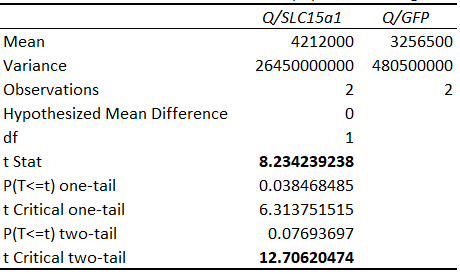 Q/SLC15a1 Q/GFP
Mean 4212000 3256500
Variance 26450000000 480500000
Observations 2 2
Hypothesized Mean Difference 0
df 1
t Stat 8.234239238
P(T<=t) one-tail 0.038468485
t Critical one-tail 6.313751515
P(T<=t) two-tail 0.07693697
t Critical two-tail 12.70620474